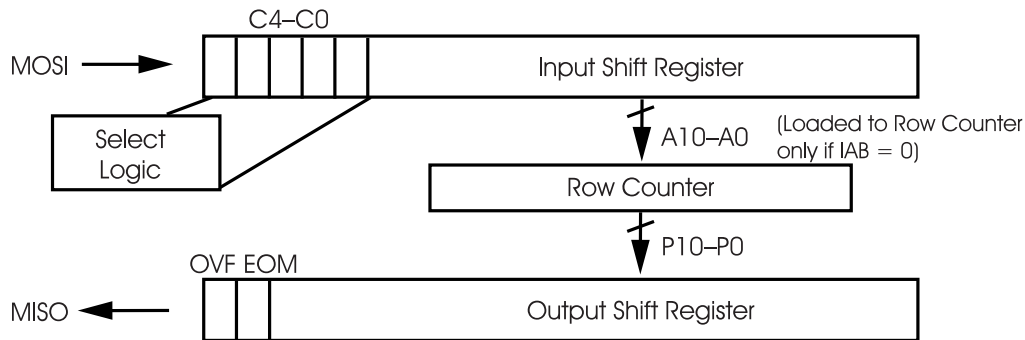 C4–C0
MOSI
Input Shift Register
Select
Logic
A10–A0
(Loaded to Row Counter
only if IAB = 0)
Row Counter
P10–P0
OVF EOM
MISO
Output Shift Register